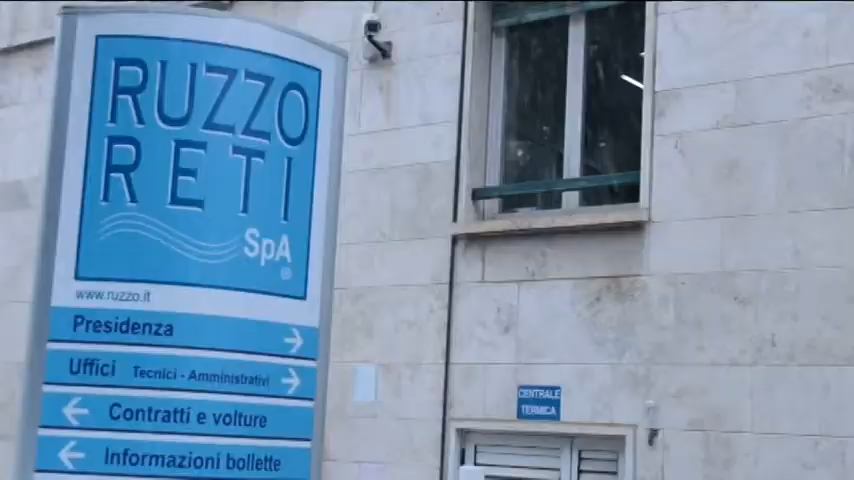 RUZZO
RETI
SpA
®
www.ruzzo.it
Presidenza
Uffici Tecnici - Amministrativi
Contratti e volture
Informazioni bollette
CENTRALE
TERMICA